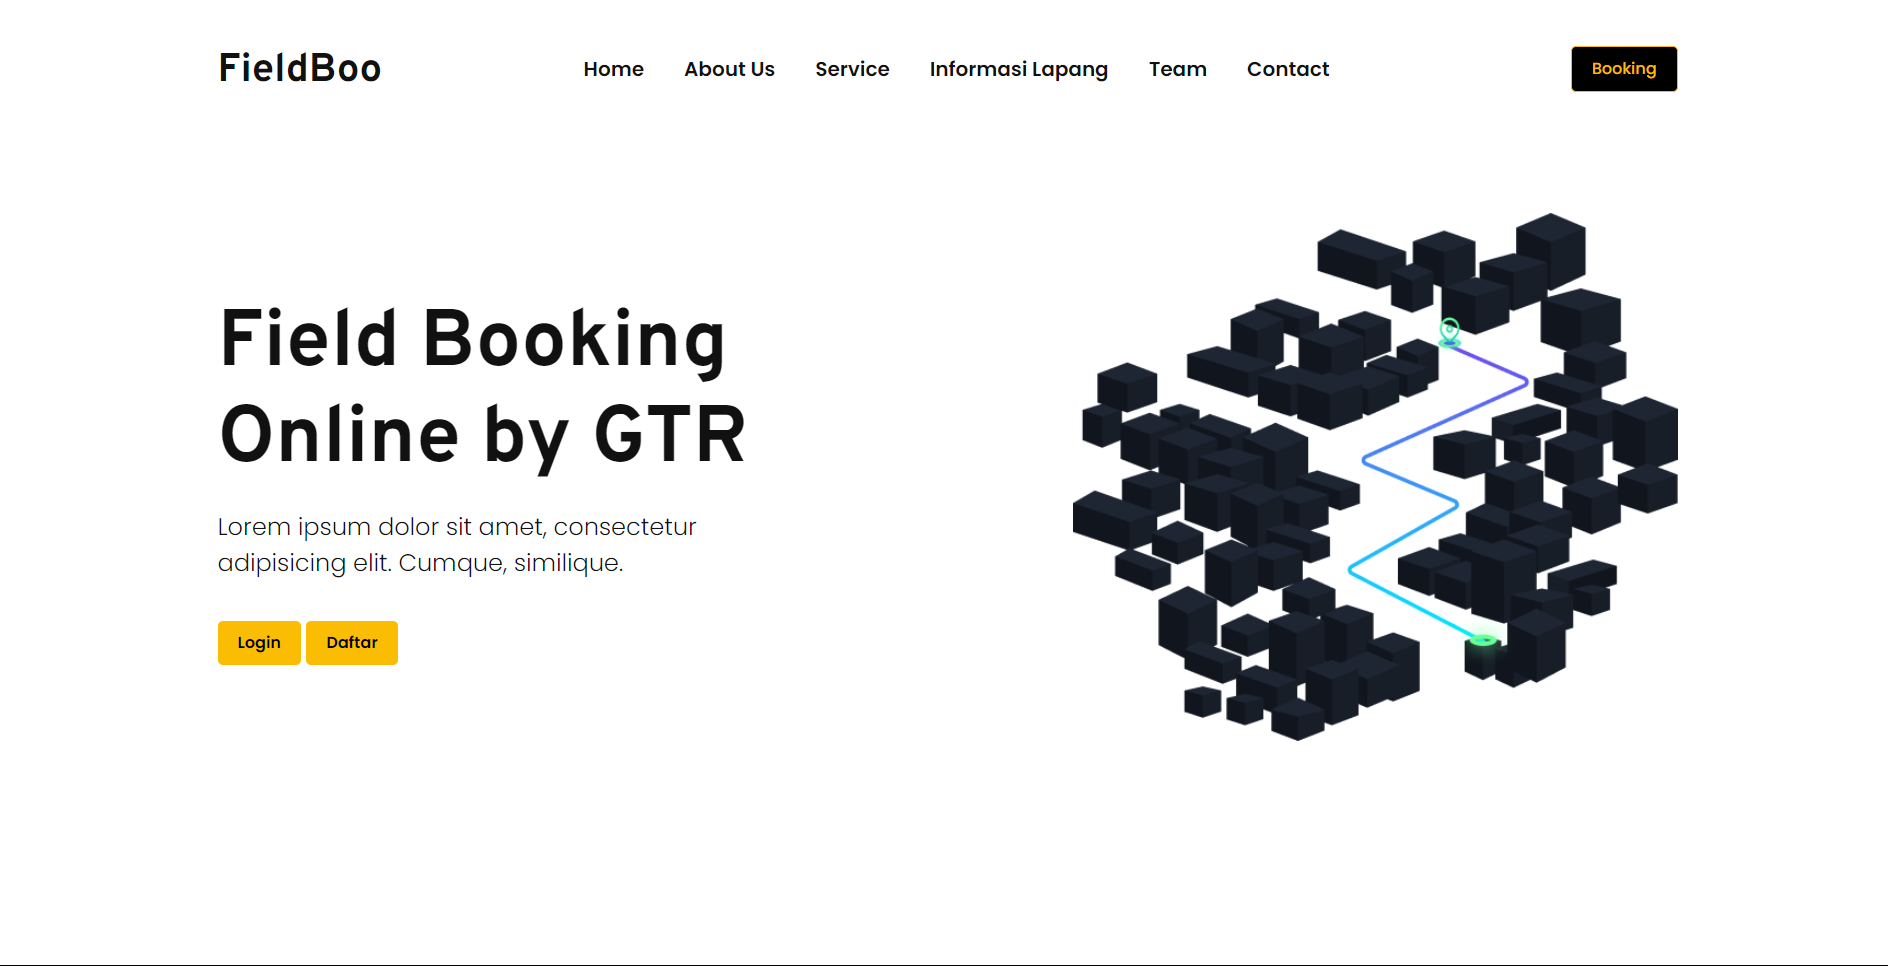 FieldBoo
Home About Us Service Informasi Lapang Team Contact
Booking
Field Booking
Online by GTR
Lorem ipsum dolor sit amet, consectetur
adipisicing elit. Cumque, similique.
Login Daftar